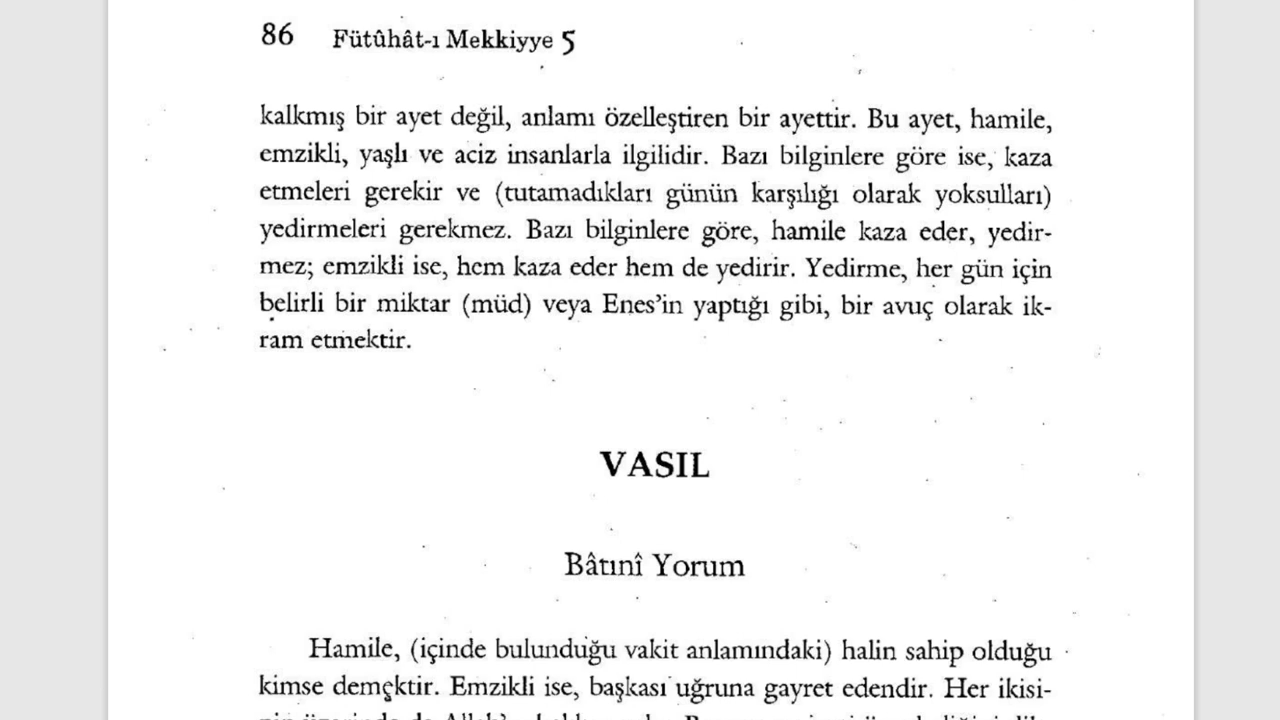 86 Fütûhât-ı Mekkiyye 5
kalkmış bir ayet değil, anlamı özelleştiren bir ayettir. Bu ayet, hamile,
emzikli, yaşlı ve aciz insanlarla ilgilidir. Bazı bilginlere göre ise, kaza
etmeleri gerekir ve (tutamadıkları günün karşılığı olarak yoksulları)
yedirmeleri gerekmez. Bazı bilginlere göre, hamile kaza eder, yedir-
mez; emzikli ise, hem kaza eder hem de yedirir. Yedirme, her gün için
belirli bir miktar (müd) veya Enes'in yaptığı gibi, bir avuç olarak ik-
ram etmektir.
VASIL
Bâtınî Yorum
Hamile, (içinde bulunduğu vakit anlamındaki) halin sahip olduğu
kimse demektir. Emzikli ise, başkası uğruna gayret edendir. Her ikisi-